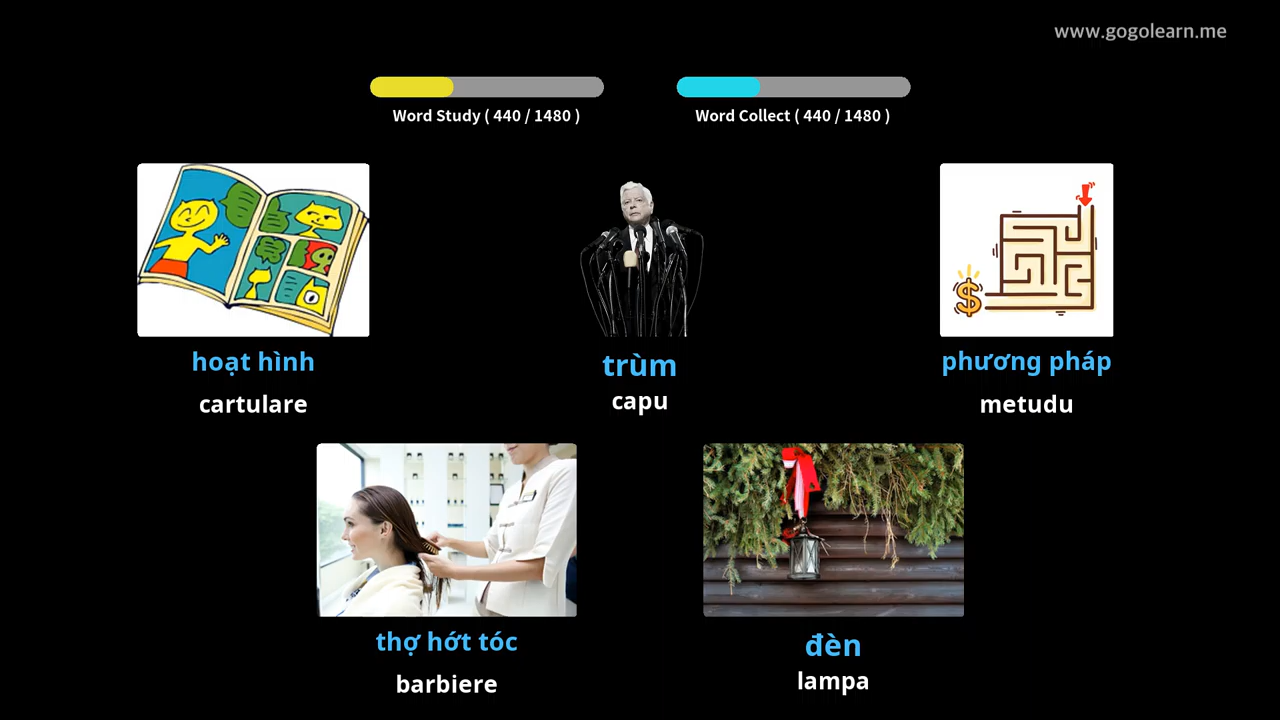 www.gogolearn.me
Word Study ( 440 / 1480 )
Word Collect ( 440 / 1480 )
hoạt hình
cartulare
trùm
capu
phương pháp
metudu
thợ hớt tóc
barbiere
đèn
lampa